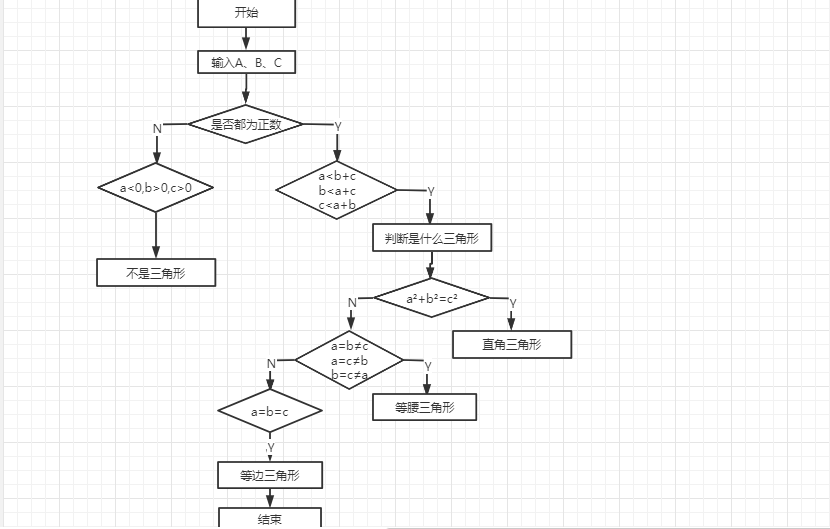 开始
输入A、B、C
是否都为正数
N
Y
a<0,b>0,c>0
a<b+c
b<a+c
c<a+b
Y
判断是什么三角形
不是三角形
a²+b²=c²
N
Y
直角三角形
a=b≠c
a=c≠b
b=c≠a
N
Y
等腰三角形
a=b=c
Y
等边三角形
结束